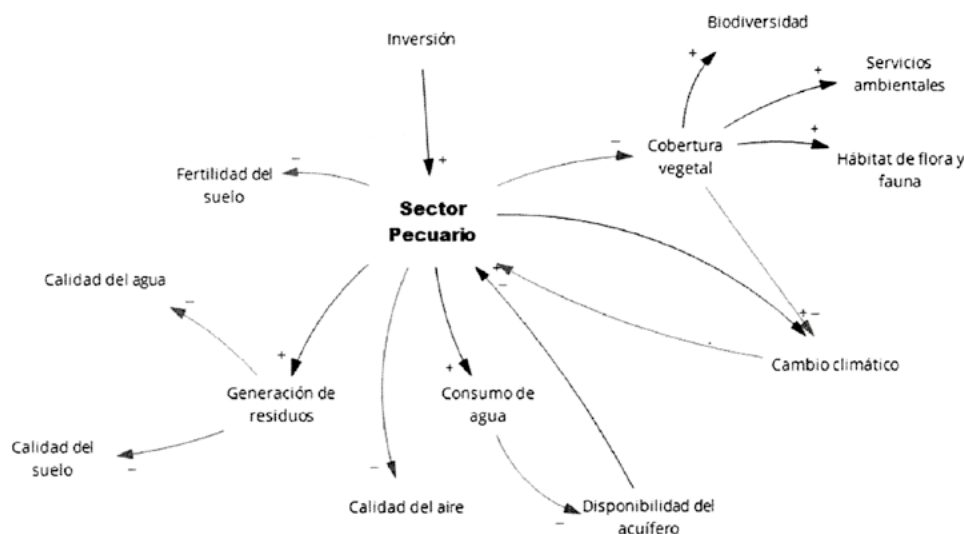 Biodiversidad
+
Inversión
Servicios
ambientales
+
Cobertura
vegetal
+
Hábitat de flora y
fauna
+
−
Fertilidad del
suelo
−
Sector
Pecuario
+
−
Calidad del agua
−
+
−
Cambio climático
Generación de
residuos
+
Consumo de
agua
+
Calidad del
suelo
−
Calidad del aire
−
Disponibilidad del
acuífero
−
+
−